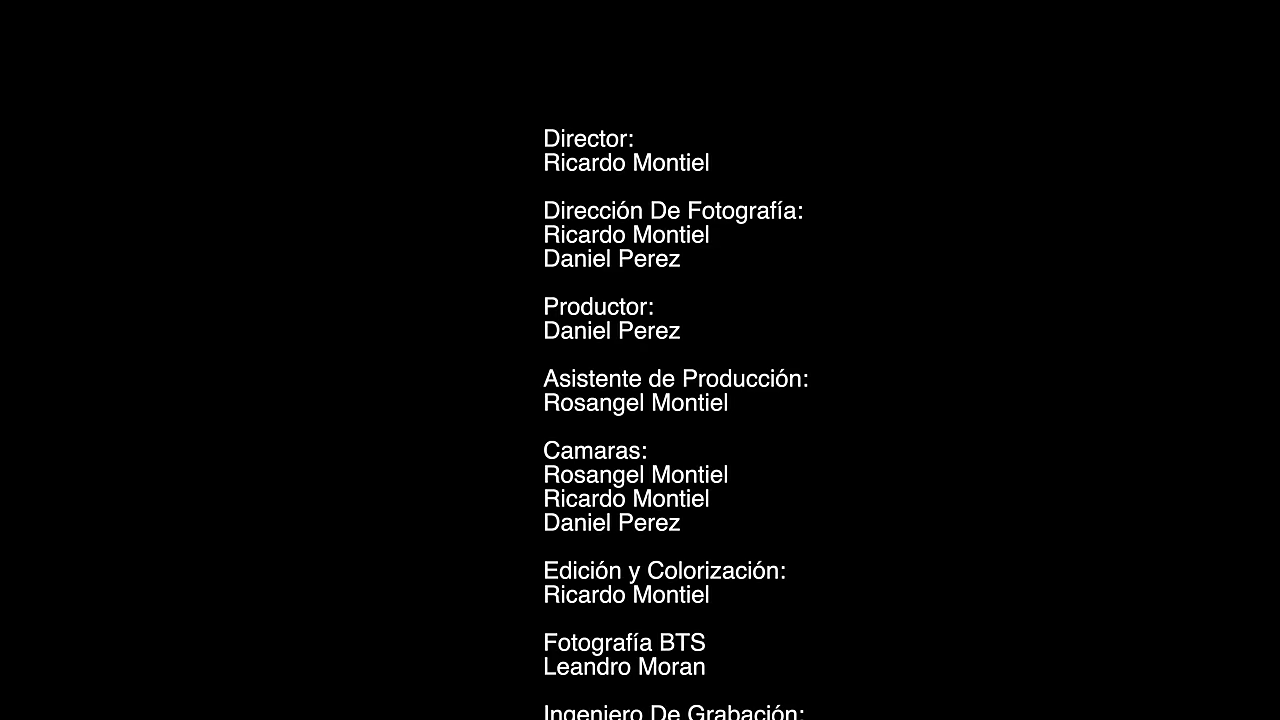 Director:
Ricardo Montiel
Dirección De Fotografía:
Ricardo Montiel
Daniel Perez
Productor:
Daniel Perez
Asistente de Producción:
Rosangel Montiel
Camaras:
Rosangel Montiel
Ricardo Montiel
Daniel Perez
Edición y Colorización:
Ricardo Montiel
Fotografía BTS
Leandro Moran
Ingeniero De Grabación: